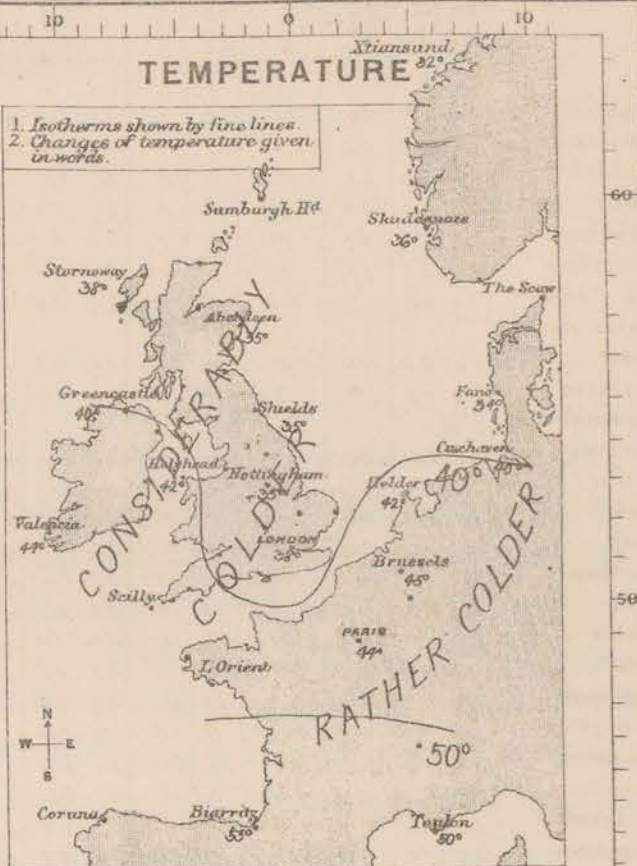 10 0 10
Xtiansund
32°
TEMPERATURE
1. Isotherms shown by fine lines.
2. Changes of temperature given
in words.
60
Sumburgh Hd
Skudesnaes
36°
Stornoway
38°
The Scaw
Aberdeen
35°
Greencastle
40°
Fano
34°
Shields
35°
CONSIDERABLY
COLDER
Cuxhaven
40°
40°
Holyhead
42°
Nottingham
Helder
42°
Valencia
44°
LONDON
38°
Brussels
45°
Scilly
50
PARIS
44°
L'Orient
RATHER COLDER
N
W E
S
50°
Coruna
Biarritz
53°
Toulon
50°